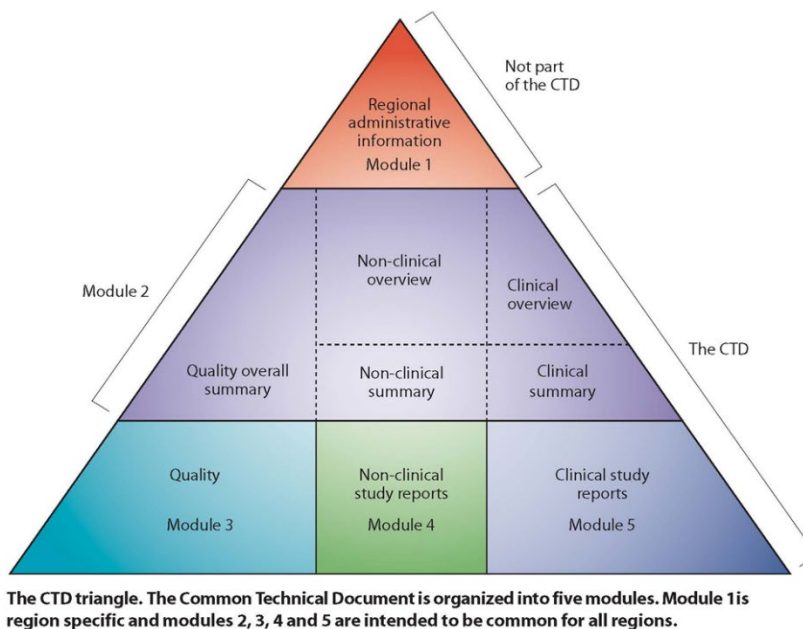 Not part
of the CTD
Regional
administrative
information
Module 1
Module 2
Non-clinical
overview
Clinical
overview
The CTD
Quality overall
summary
Non-clinical
summary
Clinical
summary
Quality
Module 3
Non-clinical
study reports
Module 4
Clinical study
reports
Module 5
The CTD triangle. The Common Technical Document is organized into five modules. Module 1 is
region specific and modules 2, 3, 4 and 5 are intended to be common for all regions.